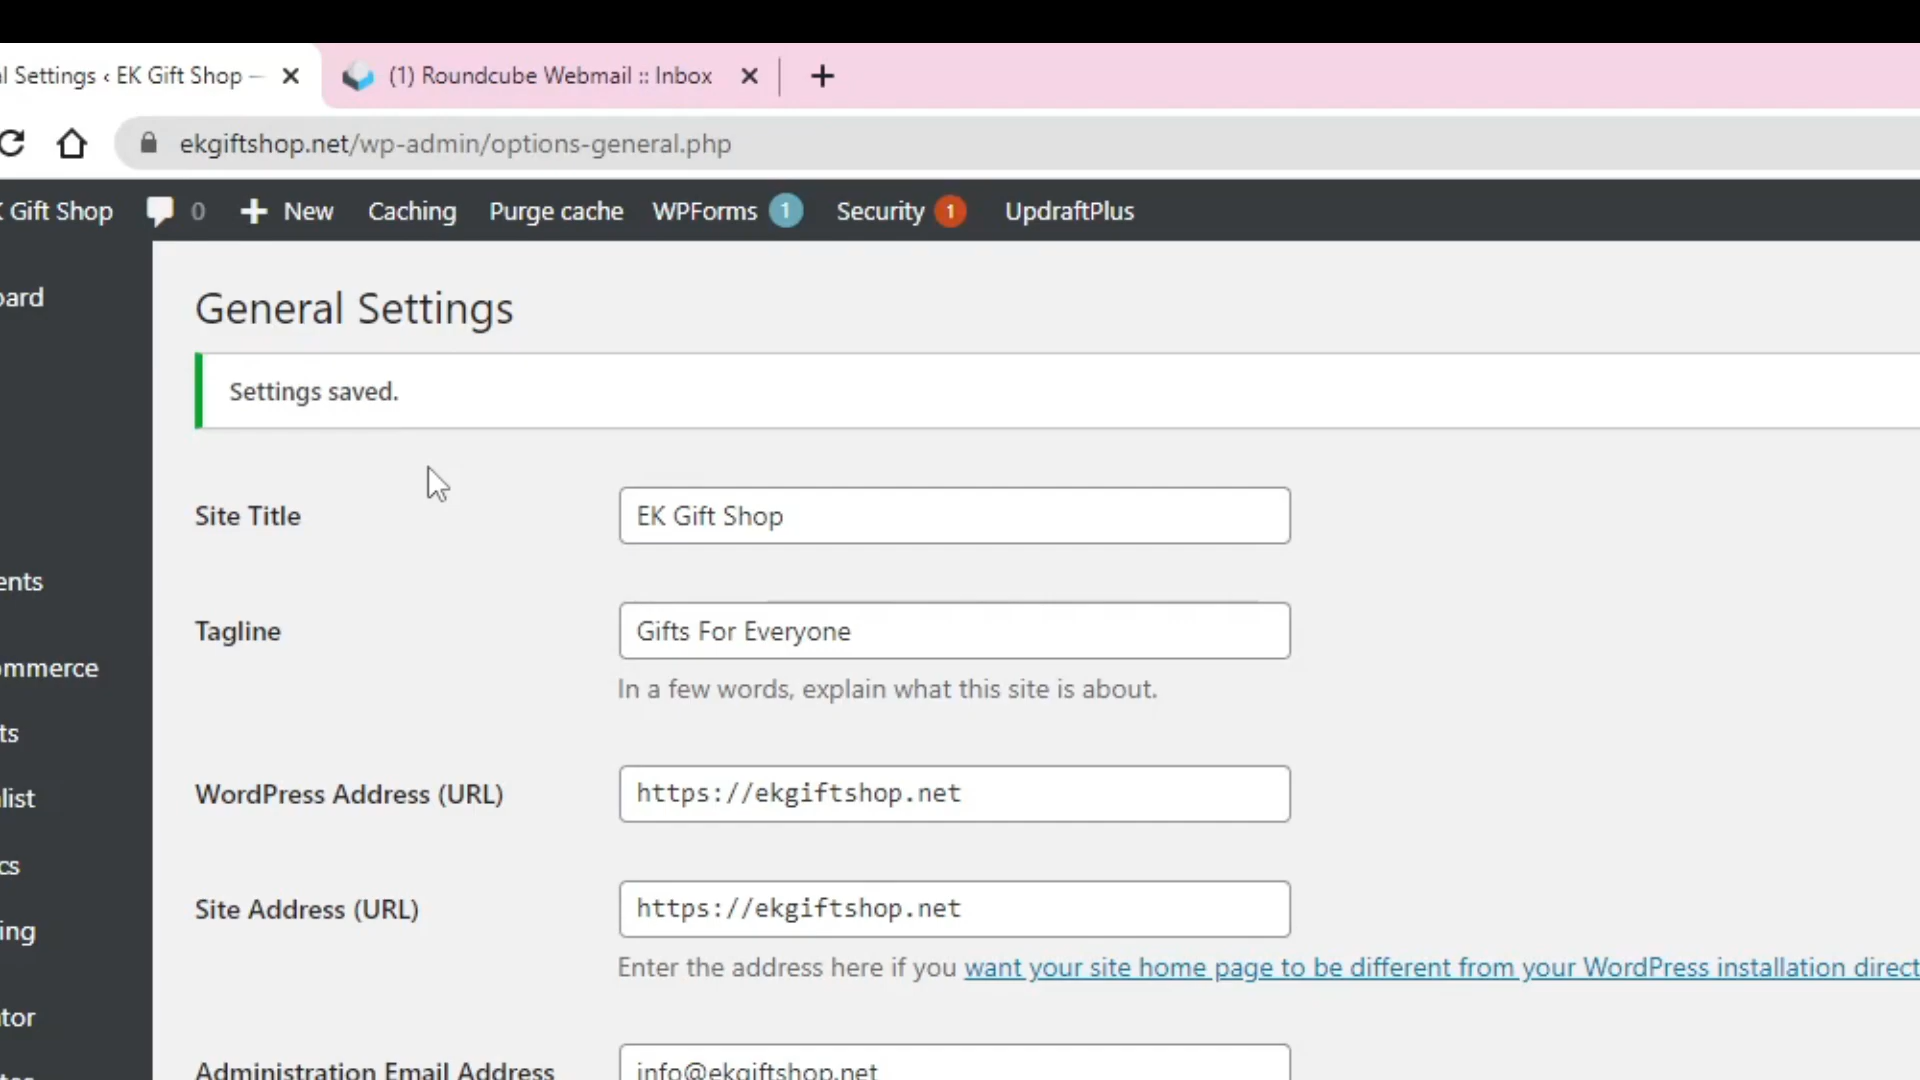 l Settings ‹ EK Gift Shop —
(1) Roundcube Webmail :: Inbox
ekgiftshop.net/wp-admin/options-general.php
Gift Shop 0 New Caching Purge cache WPForms 1 Security 1 UpdraftPlus
General Settings
oard
Settings saved.
Site Title EK Gift Shop
ents
Tagline Gifts For Everyone
ommerce
In a few words, explain what this site is about.
ts
WordPress Address (URL) https://ekgiftshop.net
list
cs
Site Address (URL) https://ekgiftshop.net
ing
Enter the address here if you want your site home page to be different from your WordPress installation direct
tor
Administration Email Address info@ekgiftshop.net